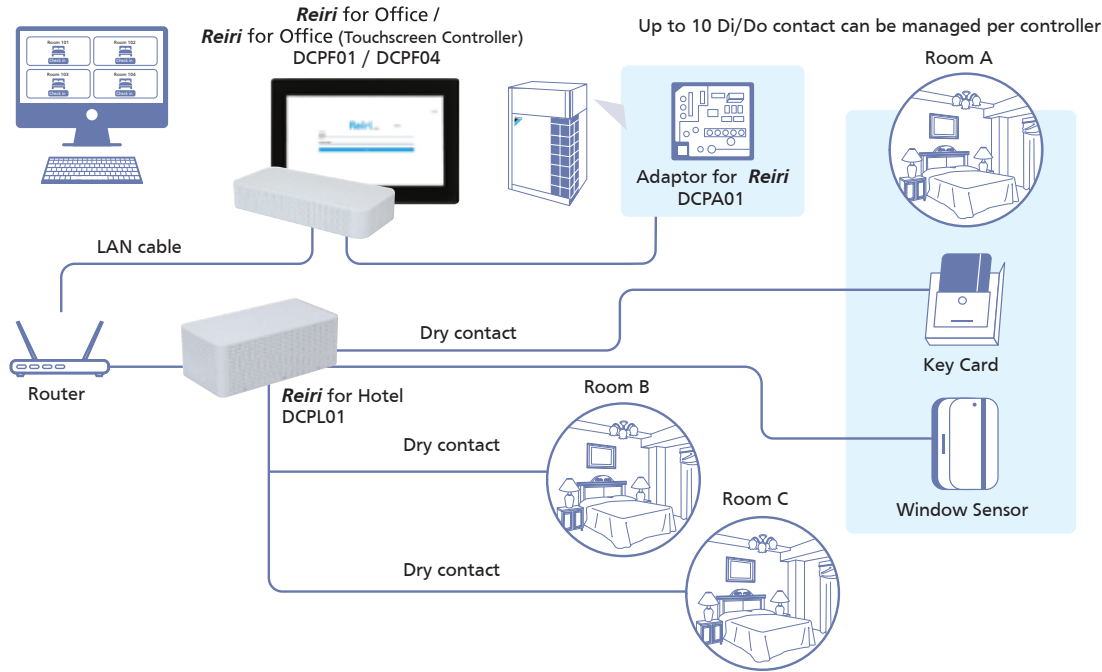 Reiri for Office /
Reiri for Office (Touchscreen Controller)
DCPF01 / DCPF04
Up to 10 Di/Do contact can be managed per controller
Room A
Room 101
Check in
Room 102
Check in
Room 103
Check in
Room 104
Check in
Reiri
Adaptor for Reiri
DCPA01
LAN cable
Dry contact
Key Card
Router
Reiri for Hotel
DCPL01
Room B
Dry contact
Room C
Window Sensor
Dry contact